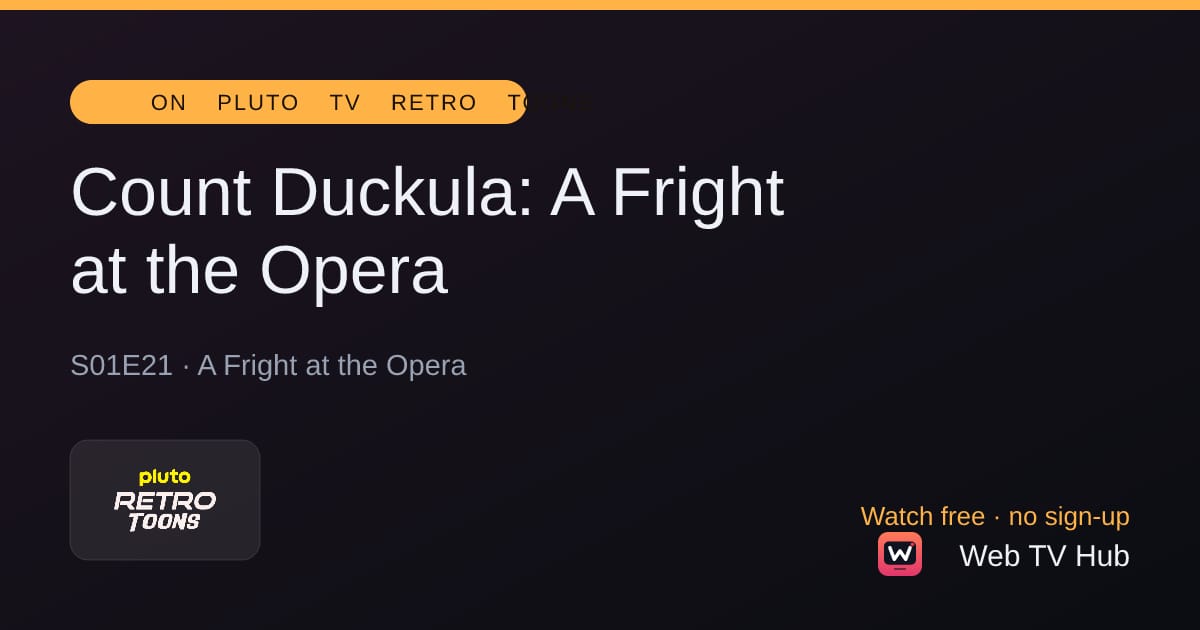 ON PLUTO TV RETRO TOONS
Count Duckula: A Fright
at the Opera
S01E21 · A Fright at the Opera
pluto
RETRO
TOONS
Watch free · no sign-up
W
Web TV Hub